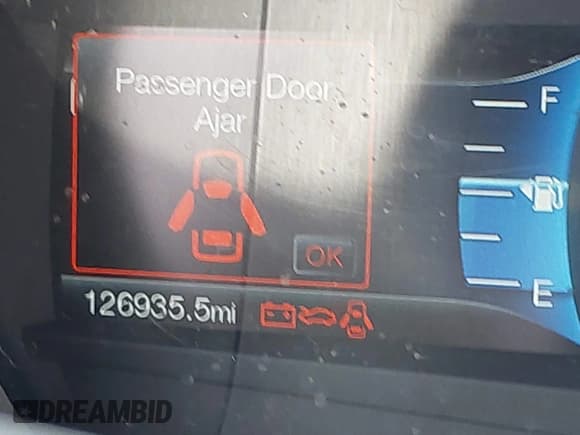 Passenger Door
Ajar
OK
F
E
126935.5mi
DREAMBID